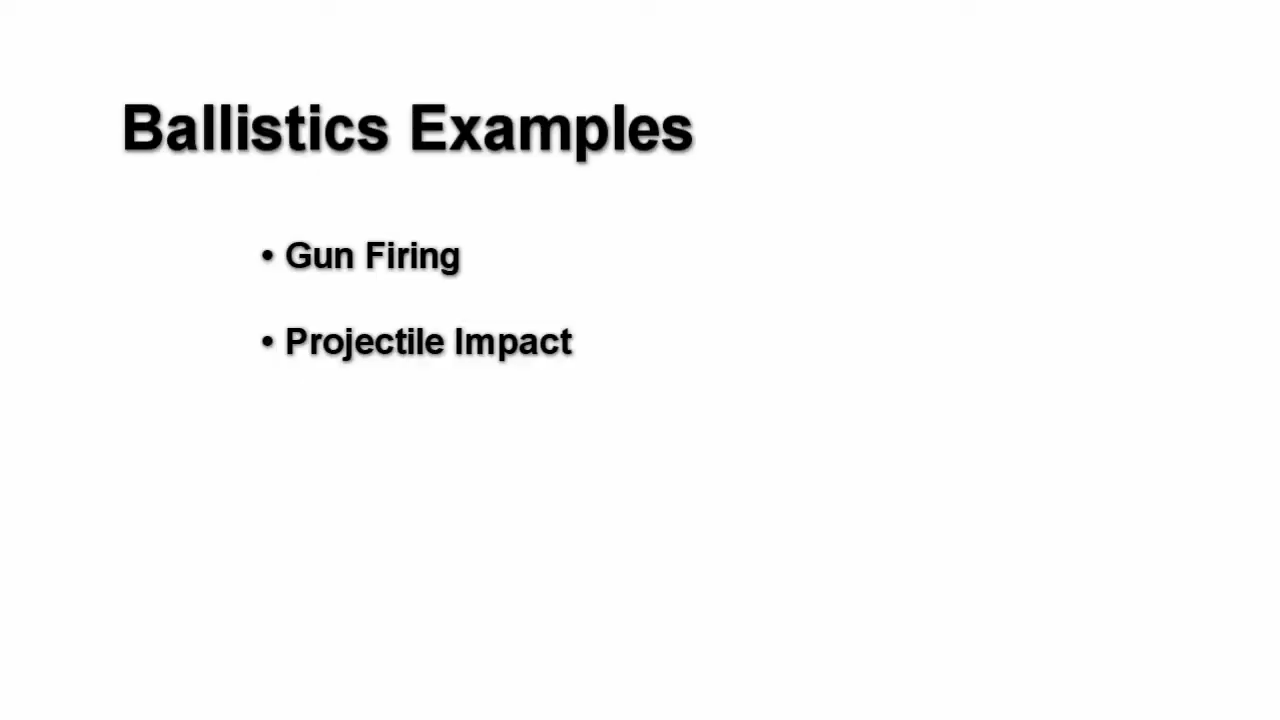 Ballistics Examples
• Gun Firing
• Projectile Impact